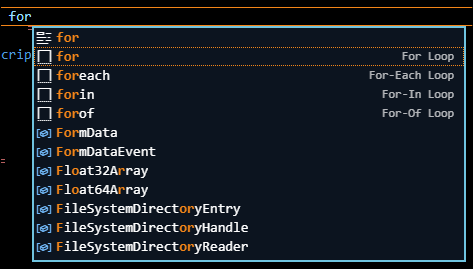 for
crip
for
for For Loop
foreach For-Each Loop
forin For-In Loop
forof For-Of Loop
FormData
FormDataEvent
Float32Array
Float64Array
FileSystemDirectoryEntry
FileSystemDirectoryHandle
FileSystemDirectoryReader